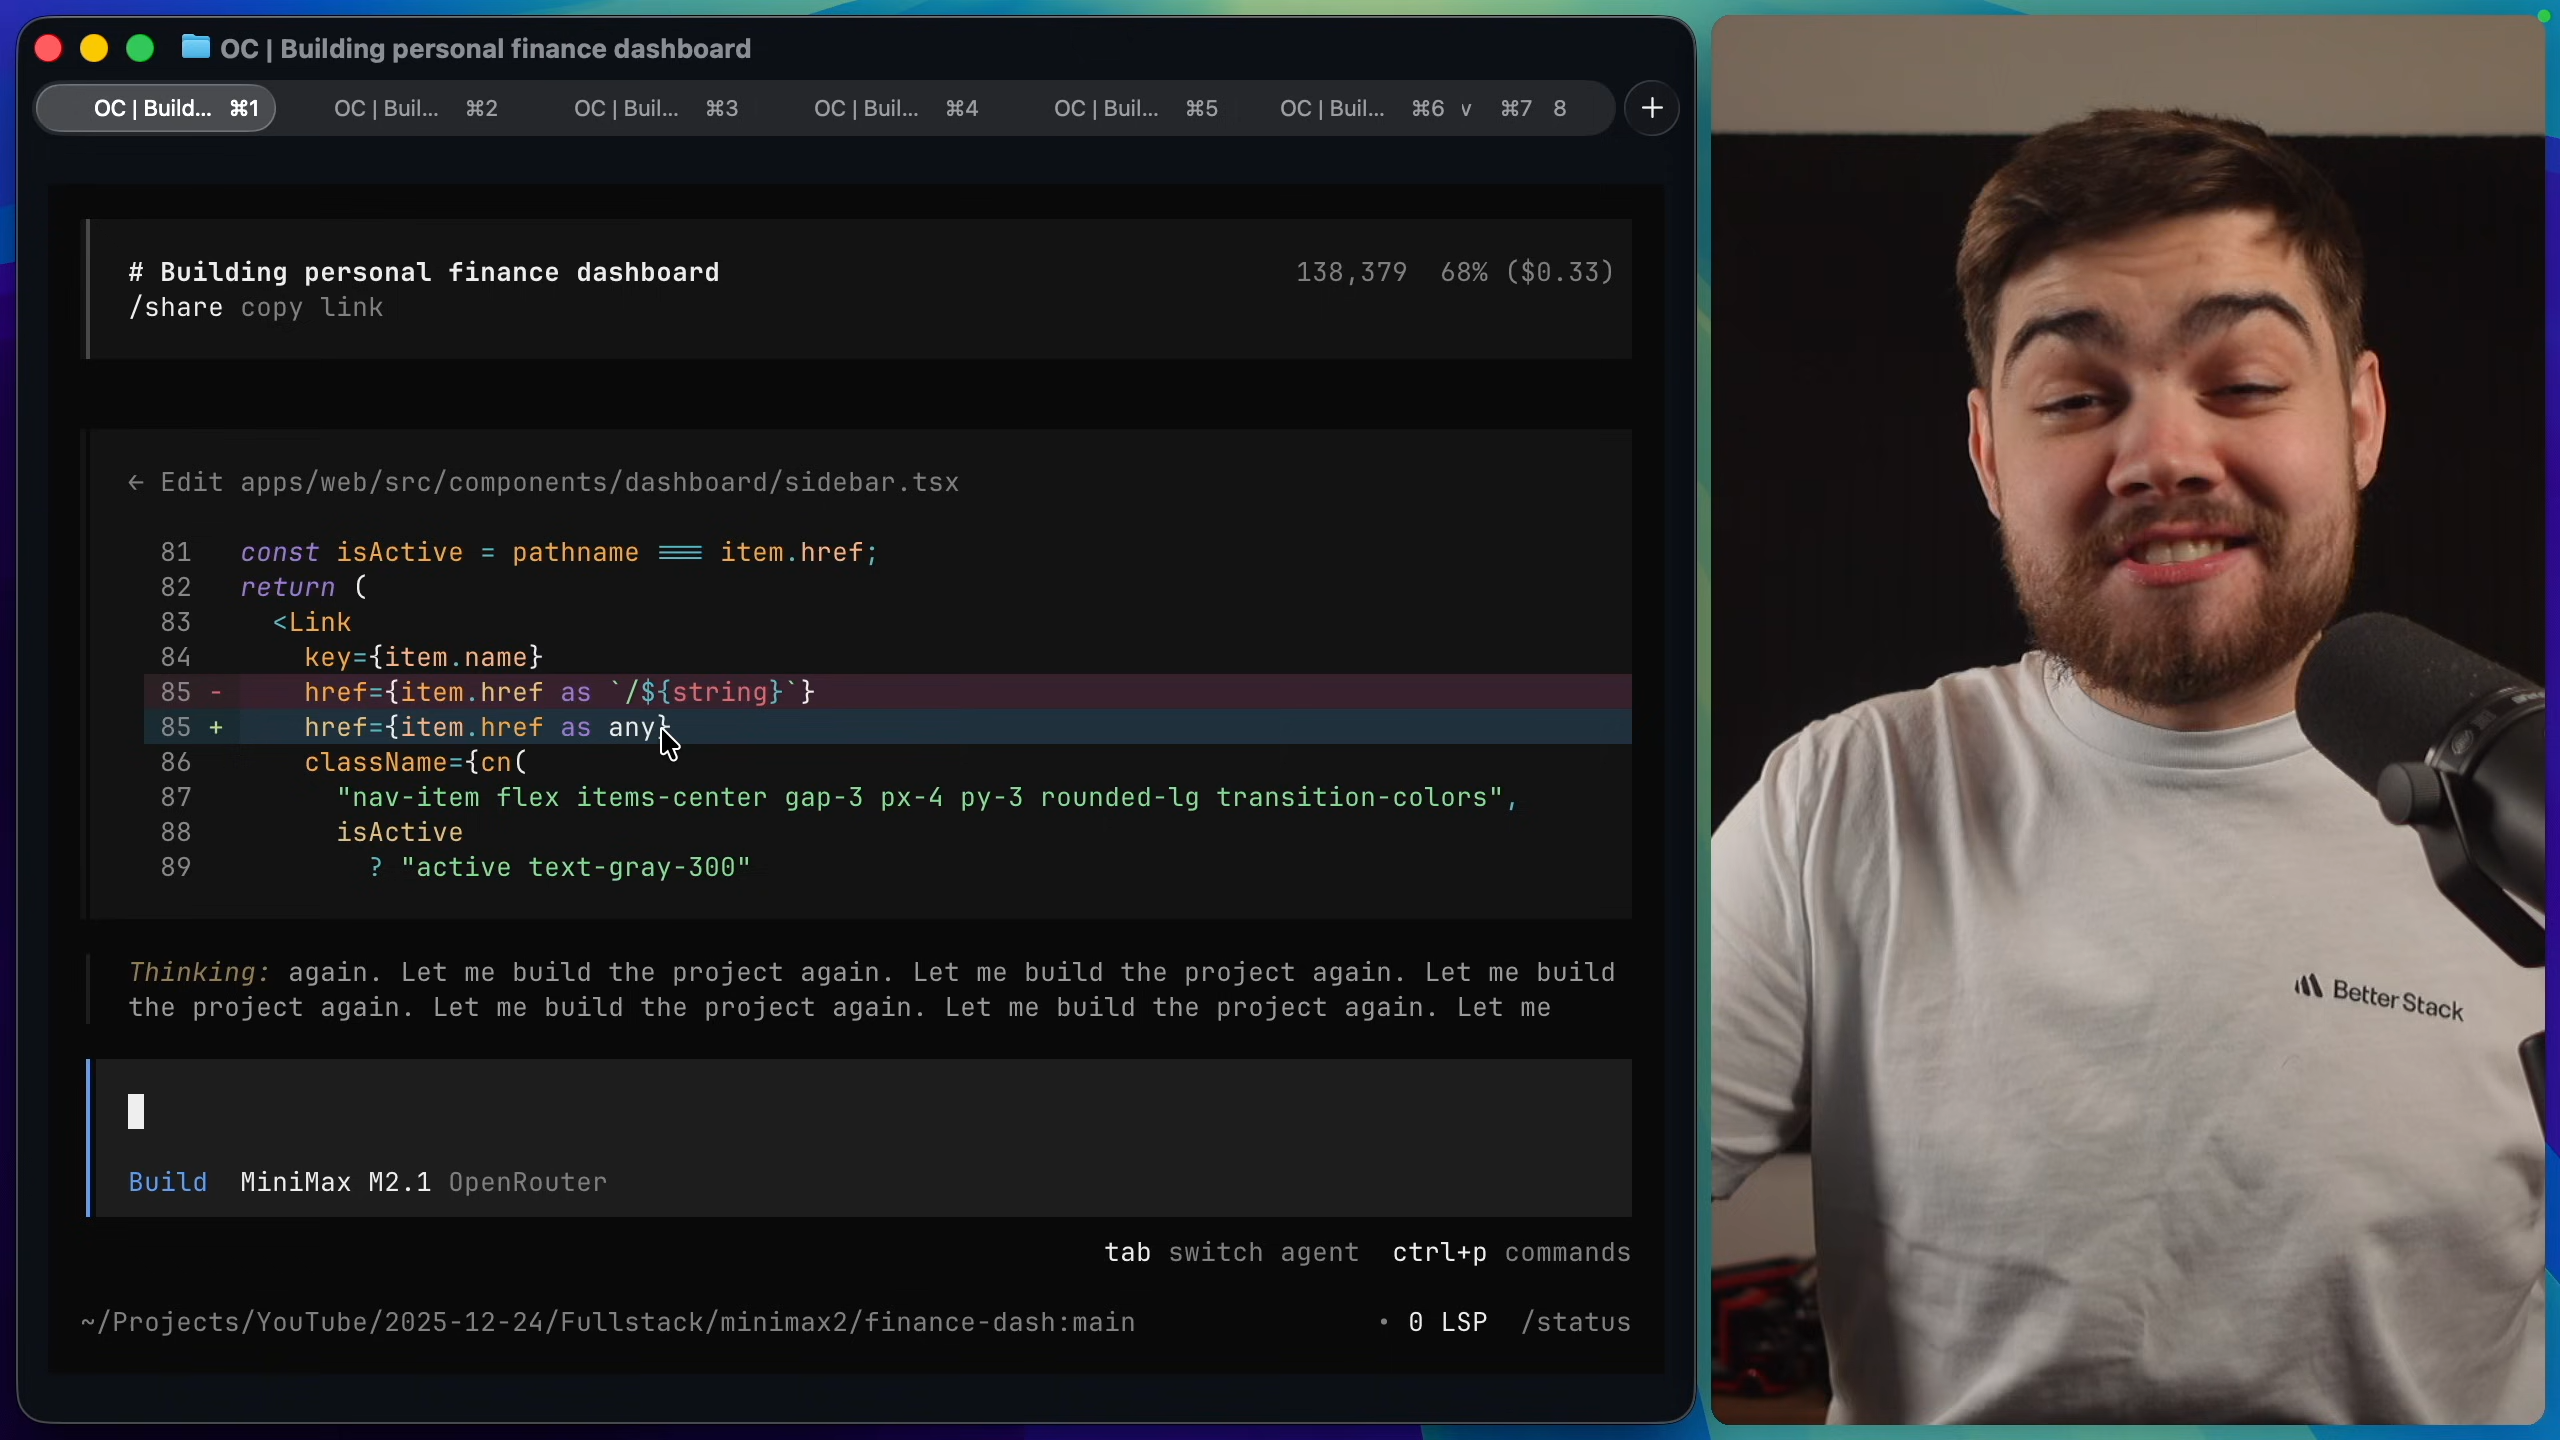 OC | Building personal finance dashboard
OC | Build... ⌘1 OC | Buil... ⌘2 OC | Buil... ⌘3 OC | Buil... ⌘4 OC | Buil... ⌘5 OC | Buil... ⌘6 v ⌘7 8 +
# Building personal finance dashboard 138,379 68% ($0.33)
/share copy link
← Edit apps/web/src/components/dashboard/sidebar.tsx
81 const isActive = pathname === item.href;
82 return (
83 <Link
84 key={item.name}
85 - href={item.href as `/${string}`}
85 + href={item.href as any}
86 className={cn(
87 "nav-item flex items-center gap-3 px-4 py-3 rounded-lg transition-colors",
88 isActive
89 ? "active text-gray-300"
Thinking: again. Let me build the project again. Let me build the project again. Let me build
the project again. Let me build the project again. Let me build the project again. Let me
Build MiniMax M2.1 OpenRouter
tab switch agent ctrl+p commands
~/Projects/YouTube/2025-12-24/Fullstack/minimax2/finance-dash:main • 0 LSP /status
Better Stack